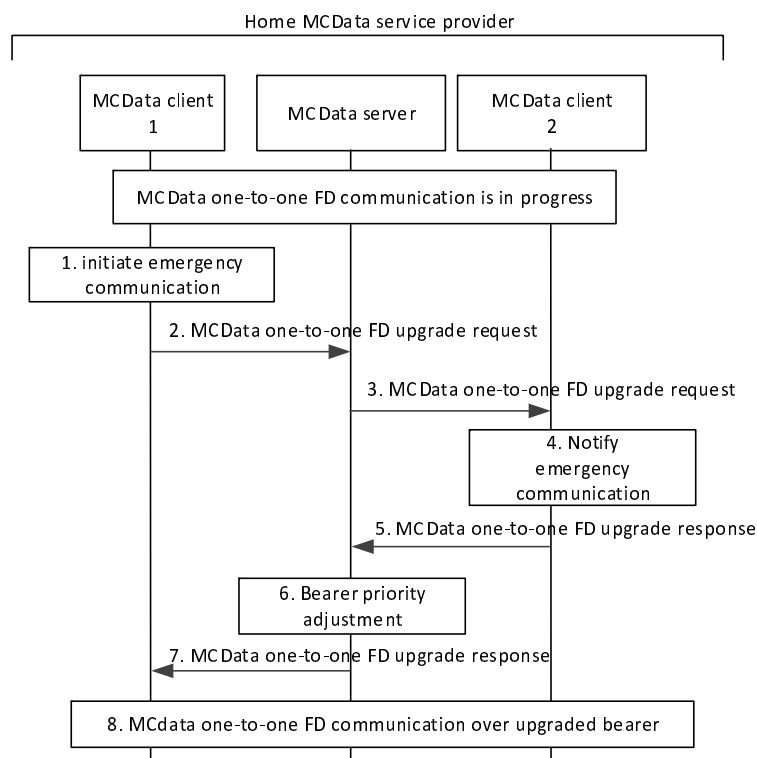 Home MCData service provider
MCData client
1
MCData server
MCData client
2
MCData one-to-one FD communication is in progress
1. initiate emergency
communication
2. MCData one-to-one FD upgrade request
3. MCData one-to-one FD upgrade request
4. Notify
emergency
communication
5. MCData one-to-one FD upgrade response
6. Bearer priority
adjustment
7. MCData one-to-one FD upgrade response
8. MCdata one-to-one FD communication over upgraded bearer